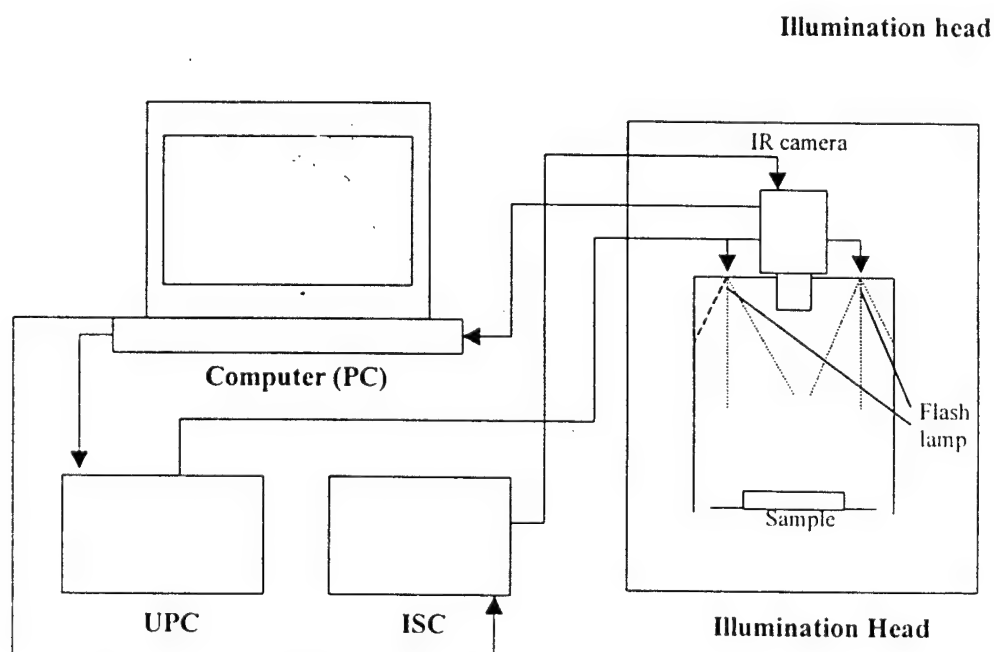 Illumination head
IR camera
Computer (PC)
Flash
lamp
Sample
UPC
ISC
Illumination Head